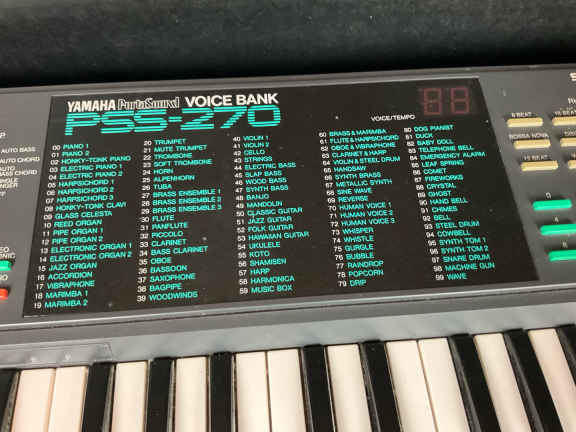 YAMAHA PortaSound VOICE BANK
PSS-270
VOICE/TEMPO
00 PIANO 1
01 PIANO 2
02 HONKY-TONK PIANO
03 ELECTRIC PIANO 1
04 ELECTRIC PIANO 2
05 HARPSICHORD 1
06 HARPSICHORD 2
07 HARPSICHORD 3
08 HONKY-TONK CLAVI
09 GLASS CELESTA
10 REED ORGAN
11 PIPE ORGAN 1
12 PIPE ORGAN 2
13 ELECTRONIC ORGAN 1
14 ELECTRONIC ORGAN 2
15 JAZZ ORGAN
16 ACCORDION
17 VIBRAPHONE
18 MARIMBA 1
19 MARIMBA 2
20 TRUMPET
21 MUTE TRUMPET
22 TROMBONE
23 SOFT TROMBONE
24 HORN
25 ALPENHORN
26 TUBA
27 BRASS ENSEMBLE 1
28 BRASS ENSEMBLE 2
29 BRASS ENSEMBLE 3
30 FLUTE
31 PANFLUTE
32 PICCOLO
33 CLARINET
34 BASS CLARINET
35 OBOE
36 BASSOON
37 SAXOPHONE
38 BAGPIPE
39 WOODWINDS
40 VIOLIN 1
41 VIOLIN 2
42 CELLO
43 STRINGS
44 ELECTRIC BASS
45 SLAP BASS
46 WOOD BASS
47 SYNTH BASS
48 BANJO
49 MANDOLIN
50 CLASSIC GUITAR
51 JAZZ GUITAR
52 FOLK GUITAR
53 HAWAIAN GUITAR
54 UKULELE
55 KOTO
56 SHAMISEN
57 HARP
58 HARMONICA
59 MUSIC BOX
60 BRASS & MARIMBA
61 FLUTE & HARPSICHORD
62 OBOE & VIBRAPHONE
63 CLARINET & HARP
64 VIOLIN & STEEL DRUM
65 HANDSAW
66 SYNTH BRASS
67 METALLIC SYNTH
68 SINE WAVE
69 REVERSE
70 HUMAN VOICE 1
71 HUMAN VOICE 2
72 HUMAN VOICE 3
73 WHISPER
74 WHISTLE
75 GURGLE
76 BUBBLE
77 RAINDROP
78 POPCORN
79 DRIP
80 DOG PIANIST
81 DUCK
82 BABY DOLL
83 TELEPHONE BELL
84 EMERGENCY ALARM
85 LEAF SPRING
86 COMET
87 FIREWORKS
88 CRYSTAL
89 GHOST
90 HAND BELL
91 CHIMES
92 BELL
93 STEEL DRUM
94 COWBELL
95 SYNTH TOM 1
96 SYNTH TOM 2
97 SNARE DRUM
98 MACHINE GUN
99 WAVE
AUTO BASS
AUTO CHORD
AUTO CHORD
8 BEAT
16 BEAT
BOSSA NOVA
12 BEAT